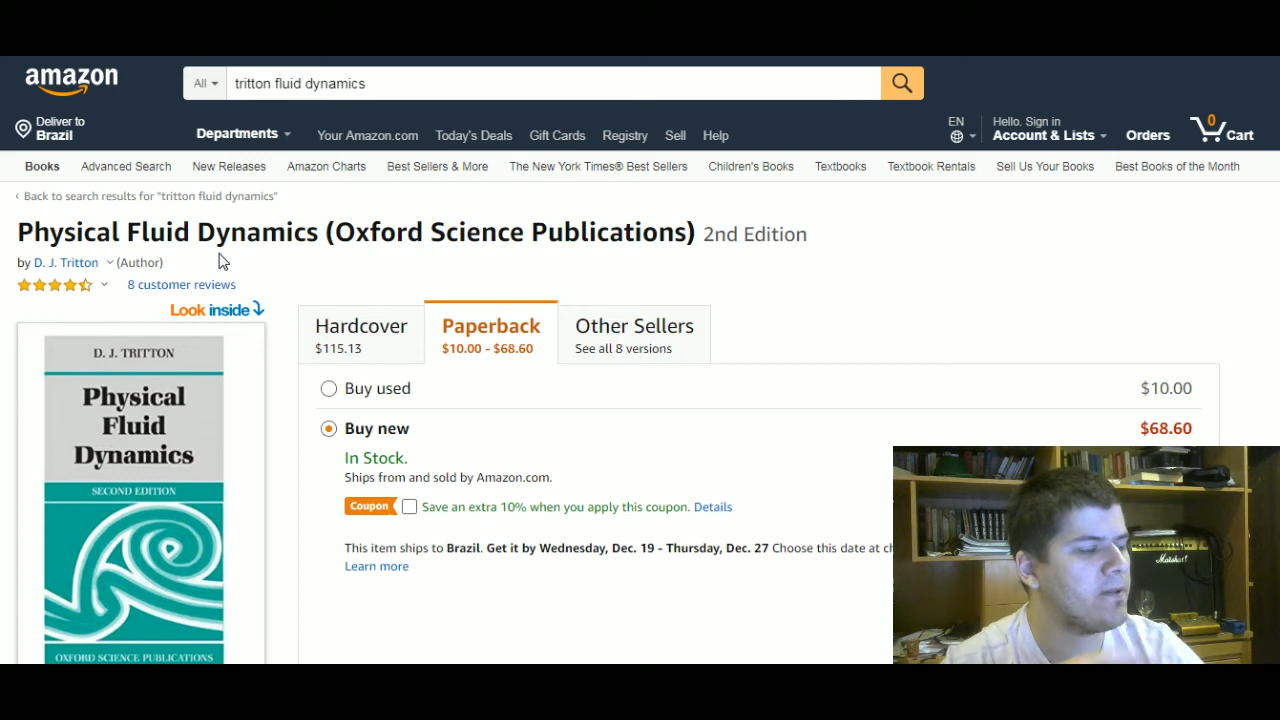 amazon
All
tritton fluid dynamics
Deliver to
Brazil
Departments
Your Amazon.com
Today's Deals
Gift Cards
Registry
Sell
Help
EN
Hello. Sign in
Account & Lists
Orders
0
Cart
Books
Advanced Search
New Releases
Amazon Charts
Best Sellers & More
The New York Times® Best Sellers
Children's Books
Textbooks
Textbook Rentals
Sell Us Your Books
Best Books of the Month
‹ Back to search results for "tritton fluid dynamics"
Physical Fluid Dynamics (Oxford Science Publications) 2nd Edition
by D. J. Tritton (Author)
8 customer reviews
Look inside
D. J. TRITTON
Physical
Fluid
Dynamics
SECOND EDITION
OXFORD SCIENCE PUBLICATIONS
Hardcover
$115.13
Paperback
$10.00 - $68.60
Other Sellers
See all 8 versions
Buy used
$10.00
Buy new
$68.60
In Stock.
Ships from and sold by Amazon.com.
Coupon
Save an extra 10% when you apply this coupon. Details
This item ships to Brazil. Get it by Wednesday, Dec. 19 - Thursday, Dec. 27 Choose this date at
Learn more
Marshall